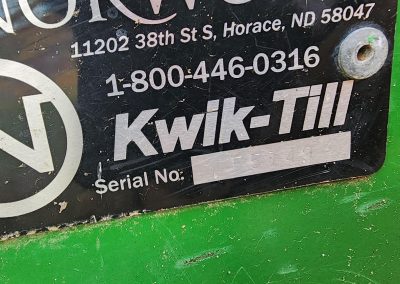 11202 38th St S, Horace, ND 58047
1-800-446-0316
Kwik-Till
Serial No.